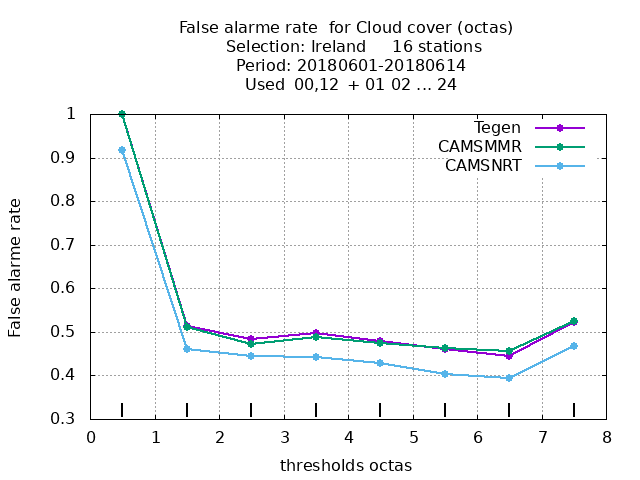 False alarme rate  for Cloud cover (octas)
Selection: Ireland     16 stations
Period: 20180601-20180614
Used  00,12  + 01 02 ... 24
Tegen
CAMSMMR
CAMSNRT
1
0.9
0.8
0.7
0.6
0.5
0.4
0.3
False alarme rate
0 1 2 3 4 5 6 7 8
thresholds octas